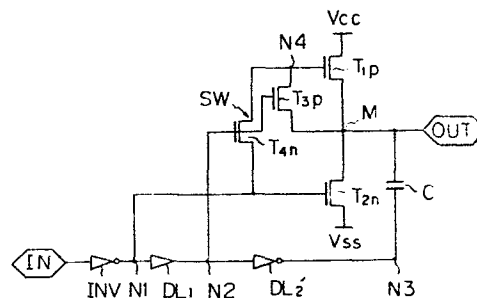 Vcc
N4
T1p
SW
T3p
M
OUT
T4n
T2n
C
Vss
IN
INV
N1
DL1
N2
DL2'
N3